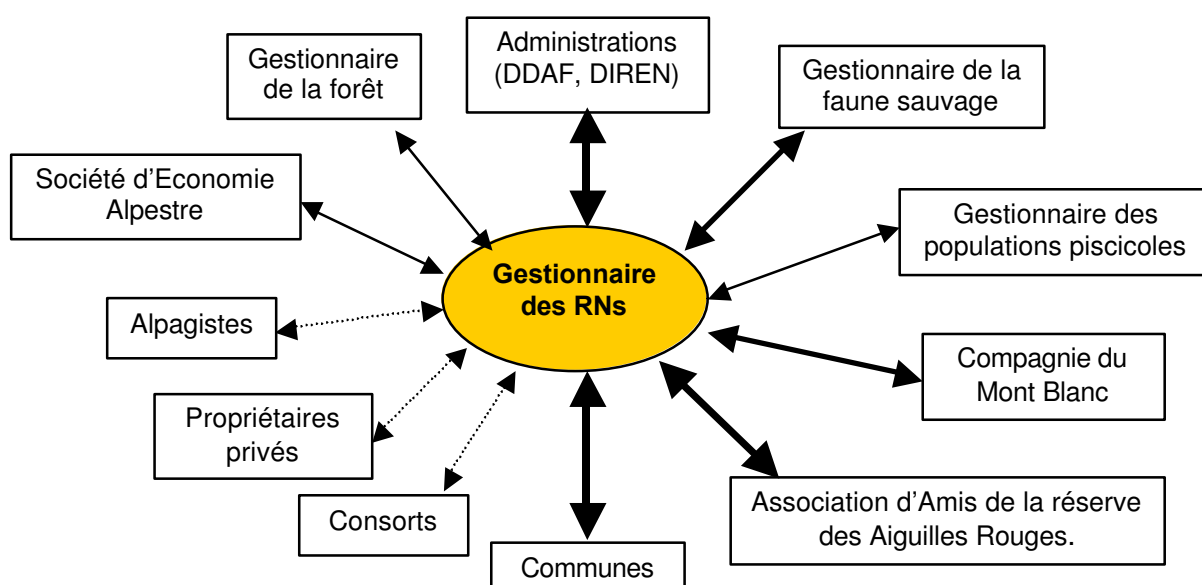 Administrations
(DDAF, DIREN)
Gestionnaire
de la forêt
Gestionnaire de la
faune sauvage
Société d'Economie
Alpestre
Gestionnaire des
populations piscicoles
Gestionnaire
des RNs
Alpagistes
Compagnie du
Mont Blanc
Propriétaires
privés
Association d'Amis de la réserve
des Aiguilles Rouges.
Consorts
Communes